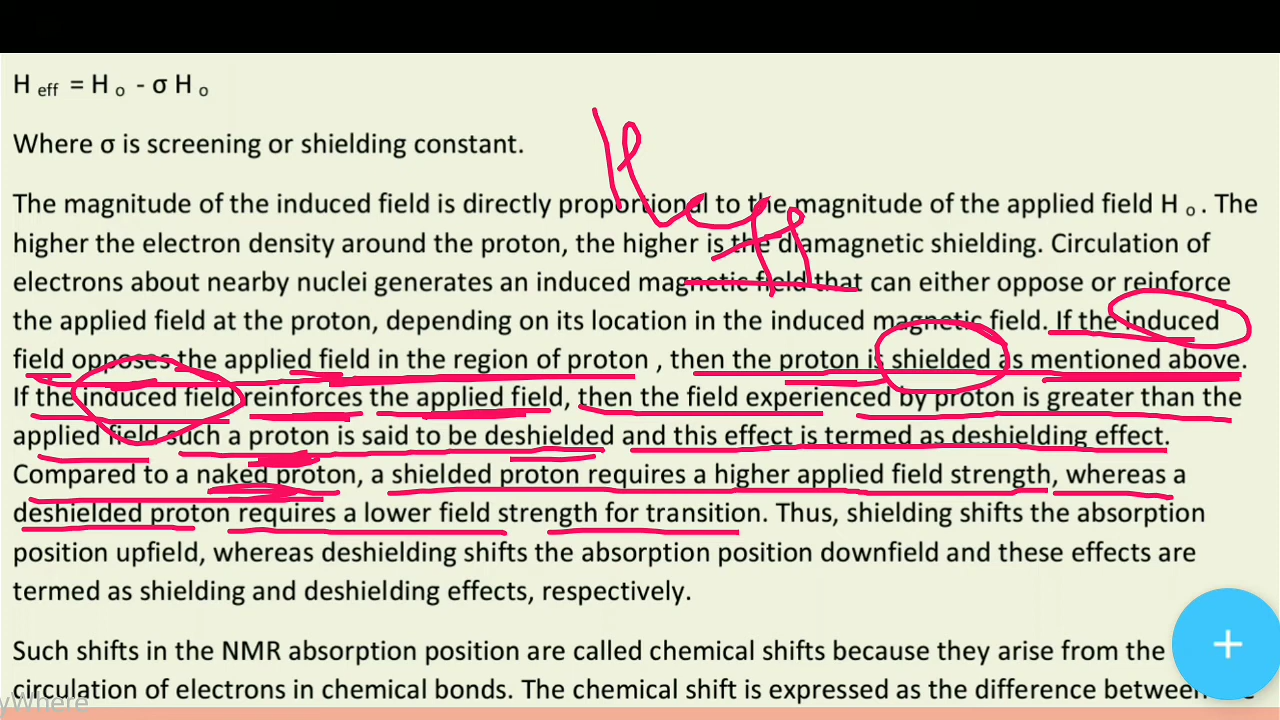 H eff = H o - σ H o
Where σ is screening or shielding constant.
The magnitude of the induced field is directly proportional to the magnitude of the applied field H o . The
higher the electron density around the proton, the higher is the diamagnetic shielding. Circulation of
electrons about nearby nuclei generates an induced magnetic field that can either oppose or reinforce
the applied field at the proton, depending on its location in the induced magnetic field. If the induced
field opposes the applied field in the region of proton , then the proton is shielded as mentioned above.
If the induced field reinforces the applied field, then the field experienced by proton is greater than the
applied field such a proton is said to be deshielded and this effect is termed as deshielding effect.
Compared to a naked proton, a shielded proton requires a higher applied field strength, whereas a
deshielded proton requires a lower field strength for transition. Thus, shielding shifts the absorption
position upfield, whereas deshielding shifts the absorption position downfield and these effects are
termed as shielding and deshielding effects, respectively.
Such shifts in the NMR absorption position are called chemical shifts because they arise from the
circulation of electrons in chemical bonds. The chemical shift is expressed as the difference between